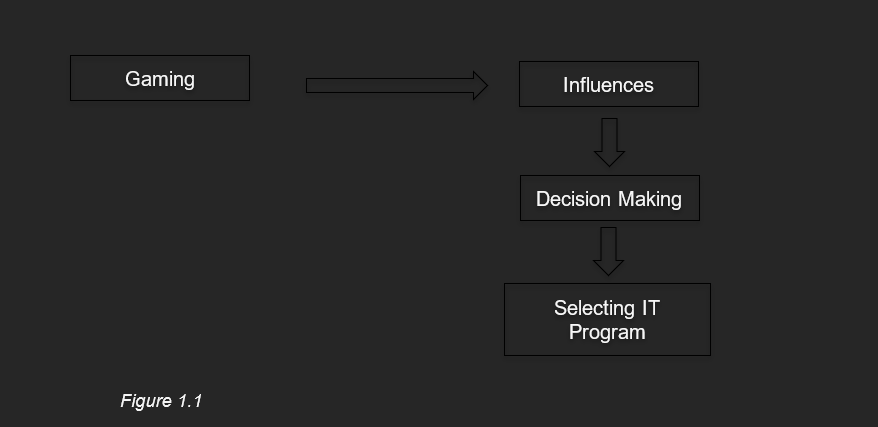 Gaming
Influences
Decision Making
Selecting IT
Program
Figure 1.1